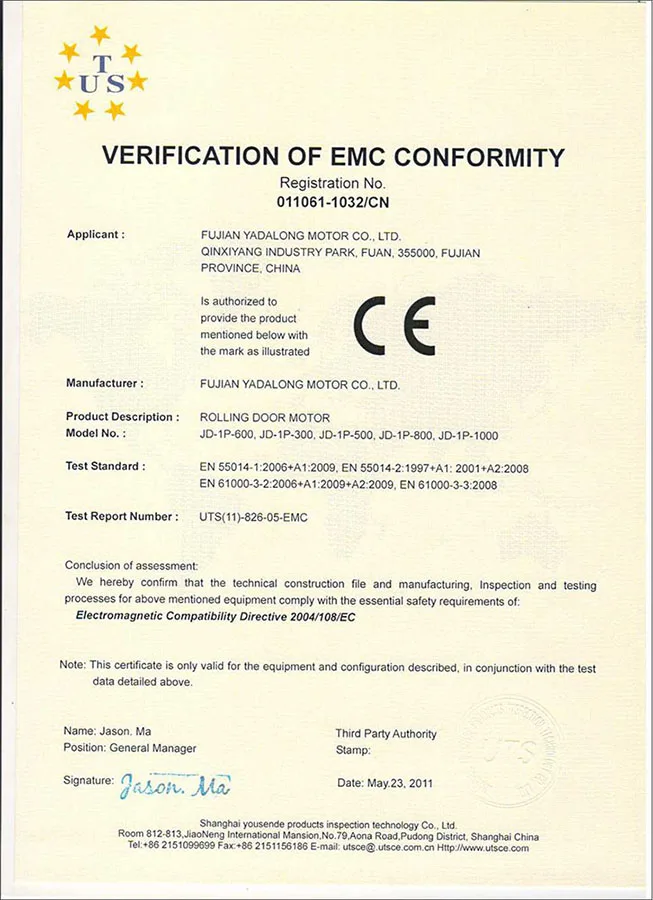 T
U S
VERIFICATION OF EMC CONFORMITY
Registration No.
011061-1032/CN
Applicant :
FUJIAN YADALONG MOTOR CO., LTD.
QINXIYANG INDUSTRY PARK, FUAN, 355000, FUJIAN
PROVINCE, CHINA
Is authorized to
provide the product
mentioned below with
the mark as illustrated
CE
Manufacturer : FUJIAN YADALONG MOTOR CO., LTD.
Product Description : ROLLING DOOR MOTOR
Model No. : JD-1P-600, JD-1P-300, JD-1P-500, JD-1P-800, JD-1P-1000
Test Standard : EN 55014-1:2006+A1:2009, EN 55014-2:1997+A1: 2001+A2:2008
EN 61000-3-2:2006+A1:2009+A2:2009, EN 61000-3-3:2008
Test Report Number : UTS(11)-826-05-EMC
Conclusion of assessment:
We hereby confirm that the technical construction file and manufacturing, Inspection and testing
processes for above mentioned equipment comply with the essential safety requirements of:
Electromagnetic Compatibility Directive 2004/108/EC
Note: This certificate is only valid for the equipment and configuration described, in conjunction with the test
data detailed above.
Name: Jason. Ma
Position: General Manager
Signature: Jason. Ma
Third Party Authority
Stamp:
UTS
Date: May.23, 2011
Shanghai yousende products inspection technology Co., Ltd.
Room 812-813,JiaoNeng International Mansion,No.79,Aona Road,Pudong District, Shanghai China
Tel:+86 2151099699 Fax:+86 2151156186 E-mail: utsce@.utsce.com.cn Http://www.utsce.com